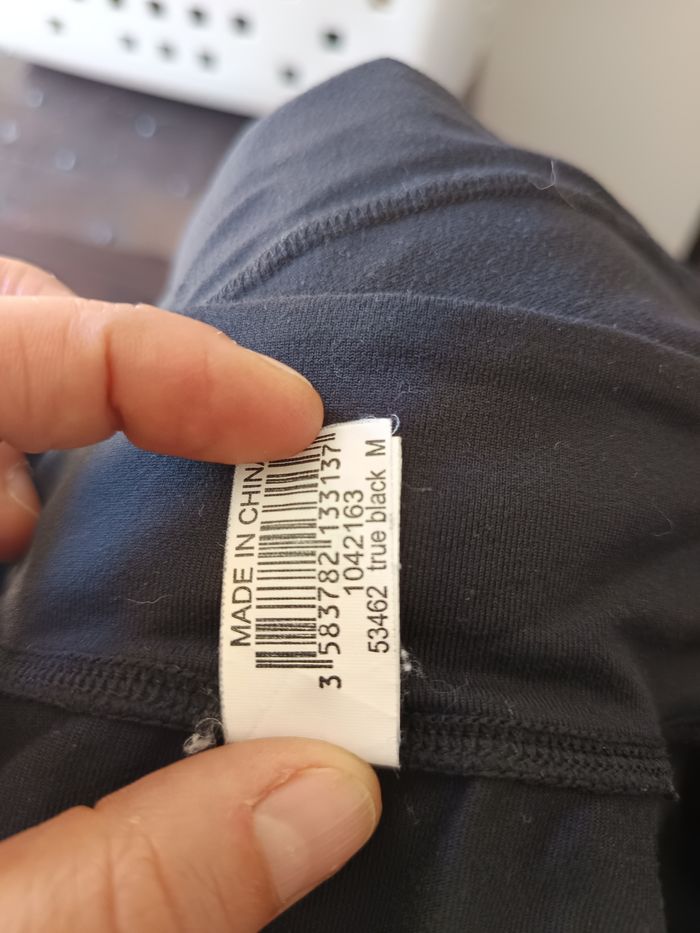 MADE IN CHINA
3 583782 133137
1042163
53462 true black M